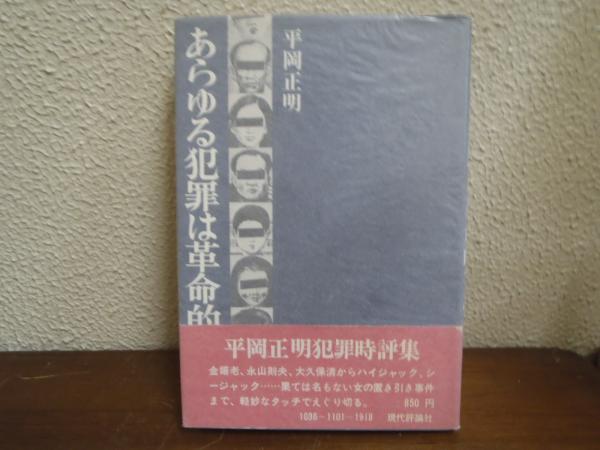 平岡正明
あらゆる犯罪は革命的
平岡正明犯罪時評集
金嬉老、永山則夫、大久保清からハイジャック、シ
ージャック……果ては名もない女の置き引き事件
まで、軽妙なタッチでえぐり切る。 850円
1036-1101-1918 現代評論社